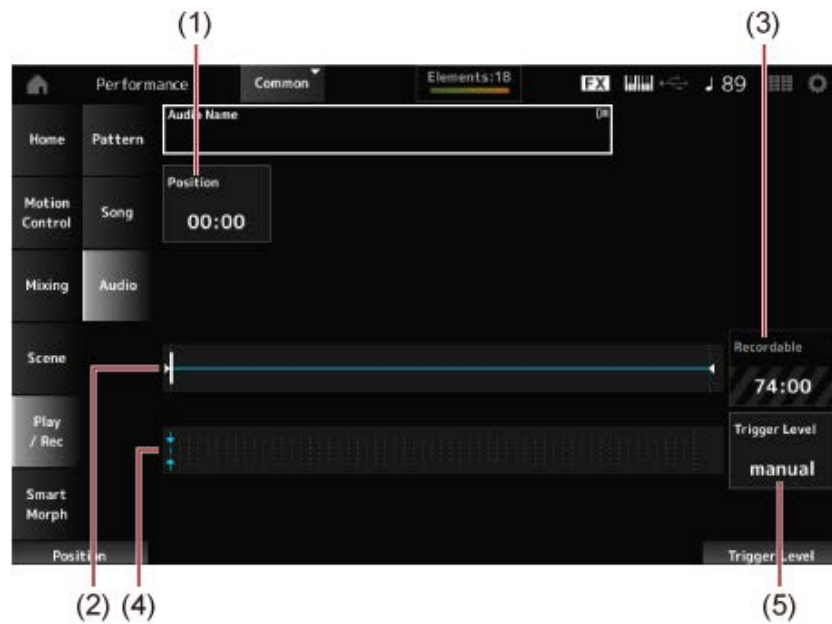 (1)
(3)
Performance
Common
Elements:18
FX
♩ 89
Home
Pattern
Audio Name
Position
00:00
Motion
Control
Song
Mixing
Audio
Scene
Recordable
74:00
(2)
Play
/ Rec
Trigger Level
manual
Smart
Morph
Position
Trigger Level
(2) (4)
(5)